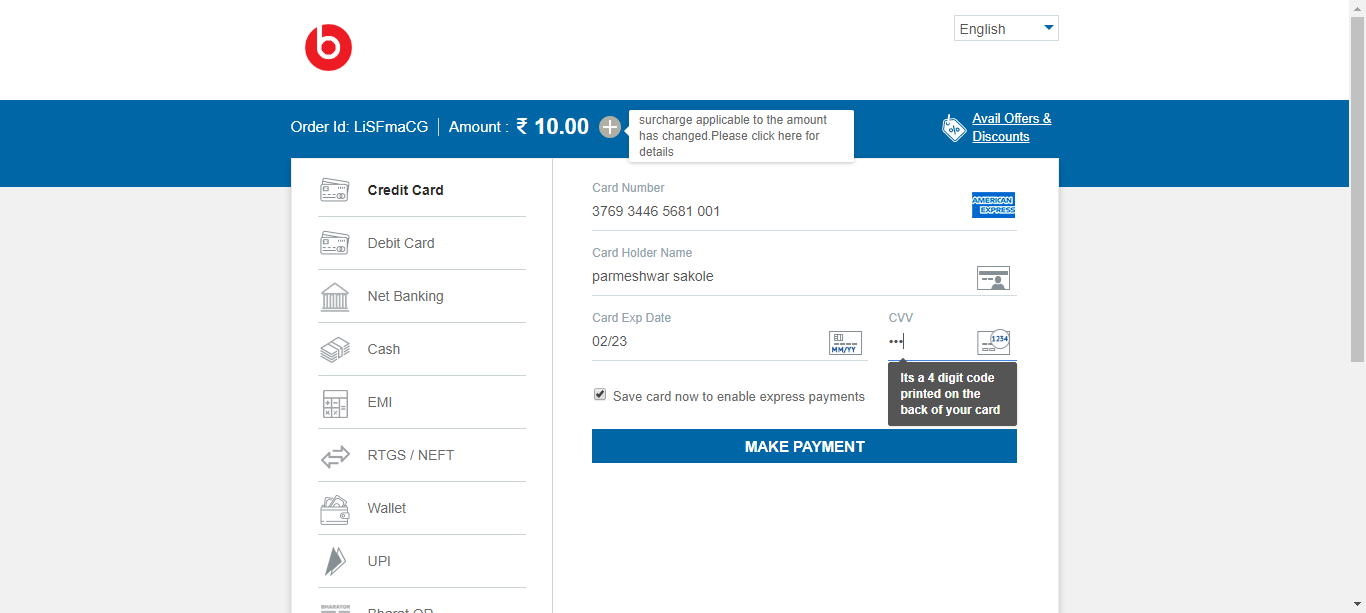 b
English
Order Id: LiSFmaCG | Amount : ₹ 10.00
surcharge applicable to the amount
has changed.Please click here for
details
Avail Offers &
Discounts
Credit Card
Debit Card
Net Banking
Cash
EMI
RTGS / NEFT
Wallet
UPI
BHARATQR
Bharat QR
Card Number
3769 3446 5681 001
AMERICAN
EXPRESS
Card Holder Name
parmeshwar sakole
Card Exp Date
02/23
MM/YY
CVV
•••
1234
Its a 4 digit code
printed on the
back of your card
Save card now to enable express payments
MAKE PAYMENT